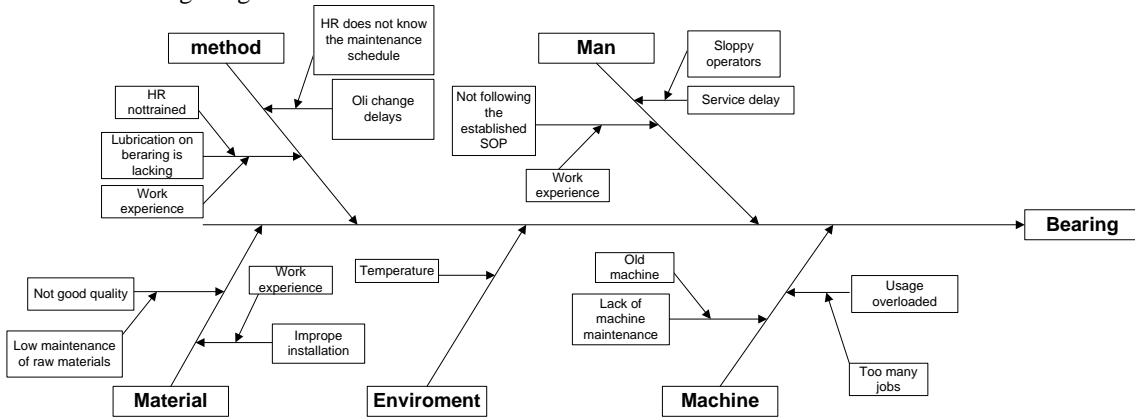 HR does not know
the maintenance
schedule
method
Man
Sloppy
operators
HR
nottrained
Oli change
delays
Not following
the
established
SOP
Service delay
Lubrication on
beraring is
lacking
Work
experience
Work
experience
Bearing
Not good quality
Work
experience
Temperature
Old
machine
Usage
overloaded
Lack of
machine
maintenance
Low maintenance
of raw materials
Imprope
installation
Too many
jobs
Material
Enviroment
Machine